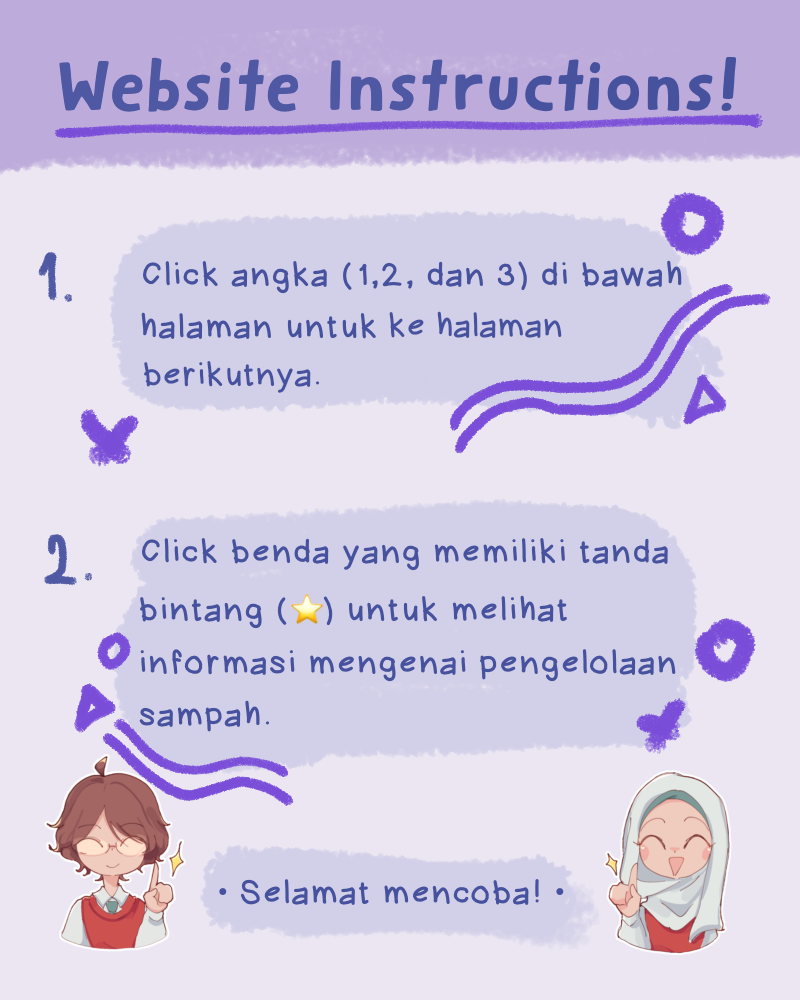 Website Instructions!
1.
Click angka (1,2, dan 3) di bawah
halaman untuk ke halaman
berikutnya.
2.
Click benda yang memiliki tanda
bintang (⭐) untuk melihat
informasi mengenai pengelolaan
sampah.
• Selamat mencoba! •